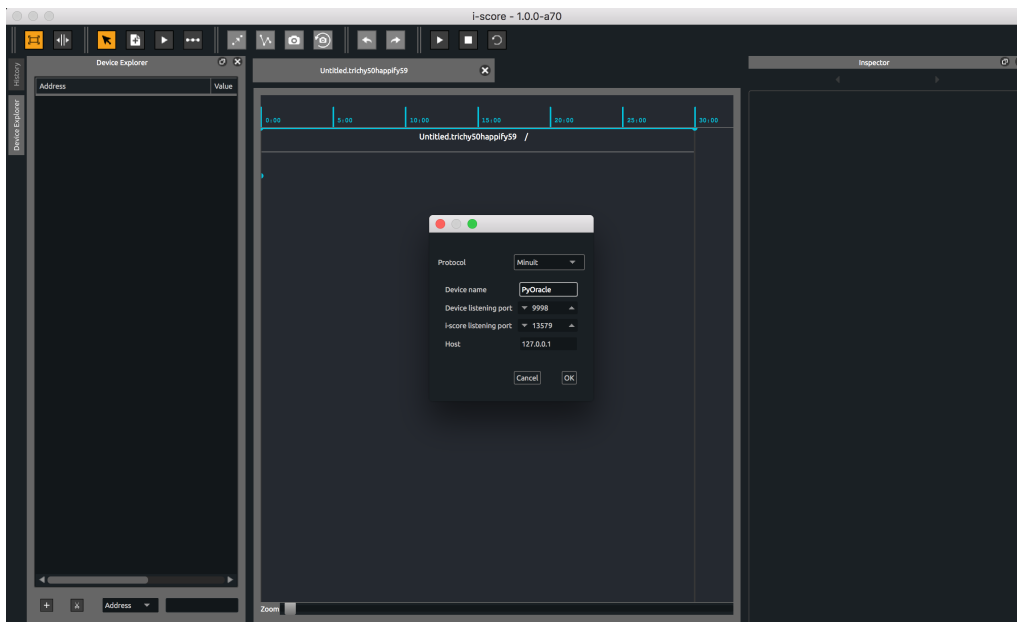 i-score - 1.0.0-a70
History
Device Explorer
Device Explorer
Address Value
Address
Untitled.trichy50happify59
0:00 5:00 10:00 15:00 20:00 25:00 30:00
Untitled.trichy50happify59 /
Protocol Minuit
Device name PyOracle
Device listening port 9998
i-score listening port 13579
Host 127.0.0.1
Cancel OK
Zoom
Inspector